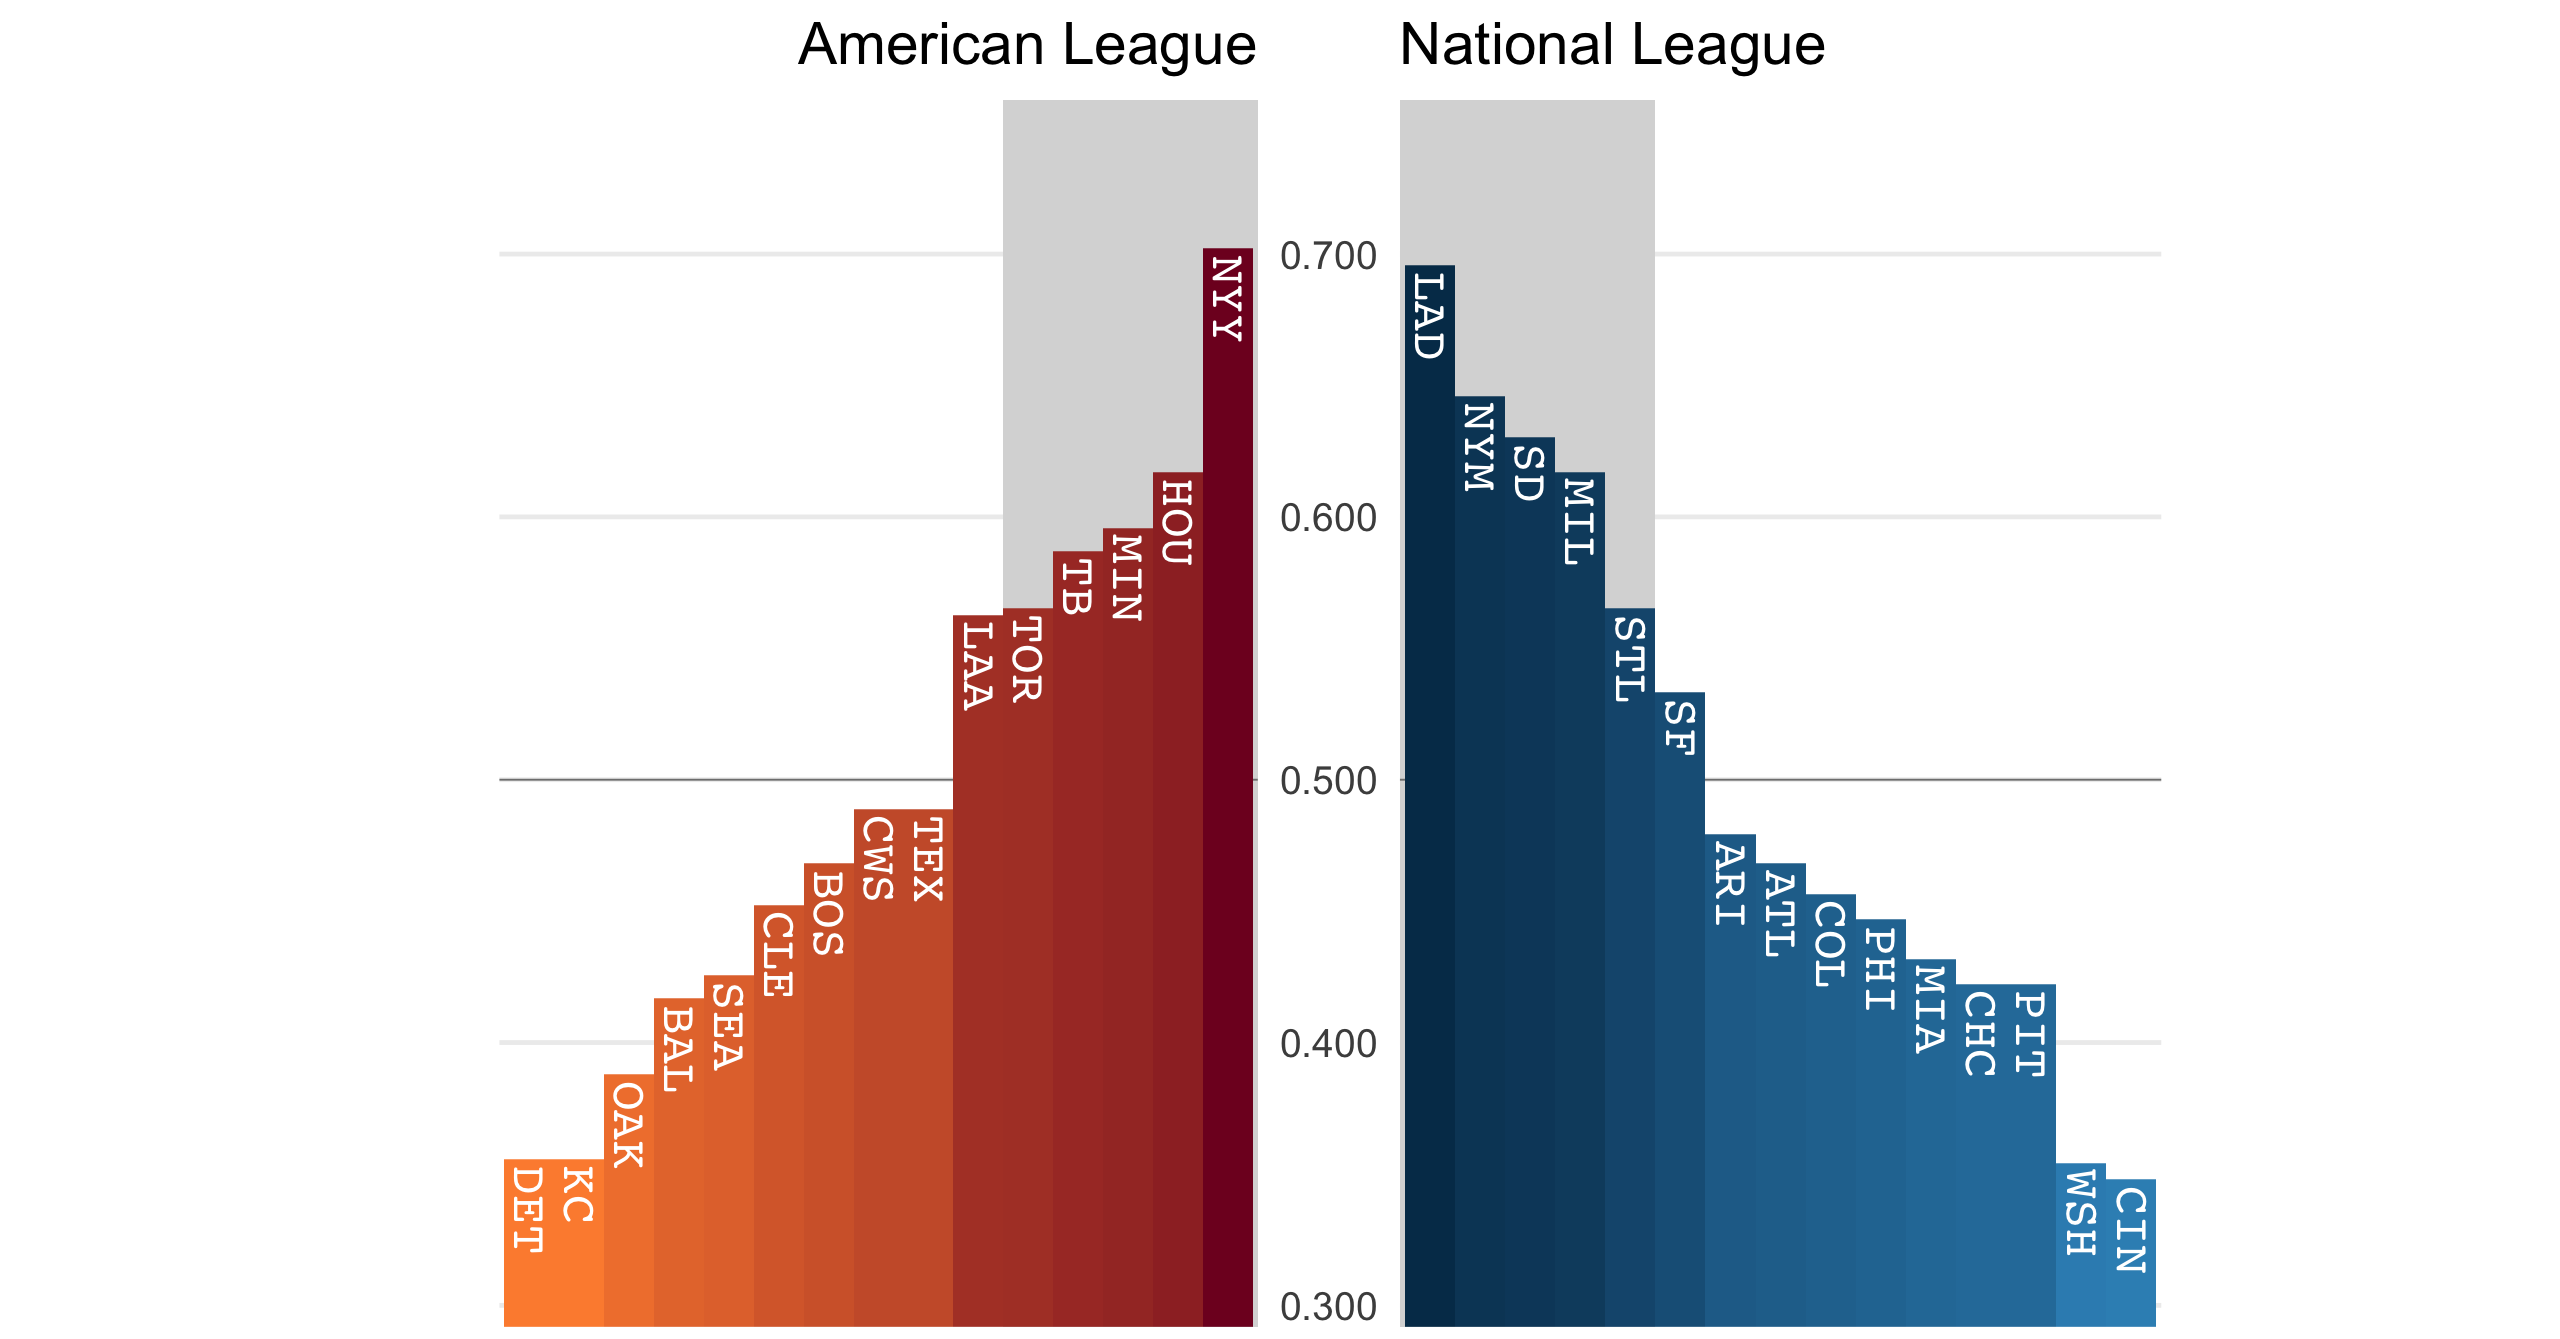 American League
National League
0.700
0.600
0.500
0.400
0.300
DET
KC
OAK
BAL
SEA
CLE
BOS
CWS
TEX
LAA
TOR
TB
MIN
HOU
NYY
LAD
NYM
SD
MIL
STL
SF
ARI
ATL
COL
PHI
MIA
CHC
PIT
WSH
CIN